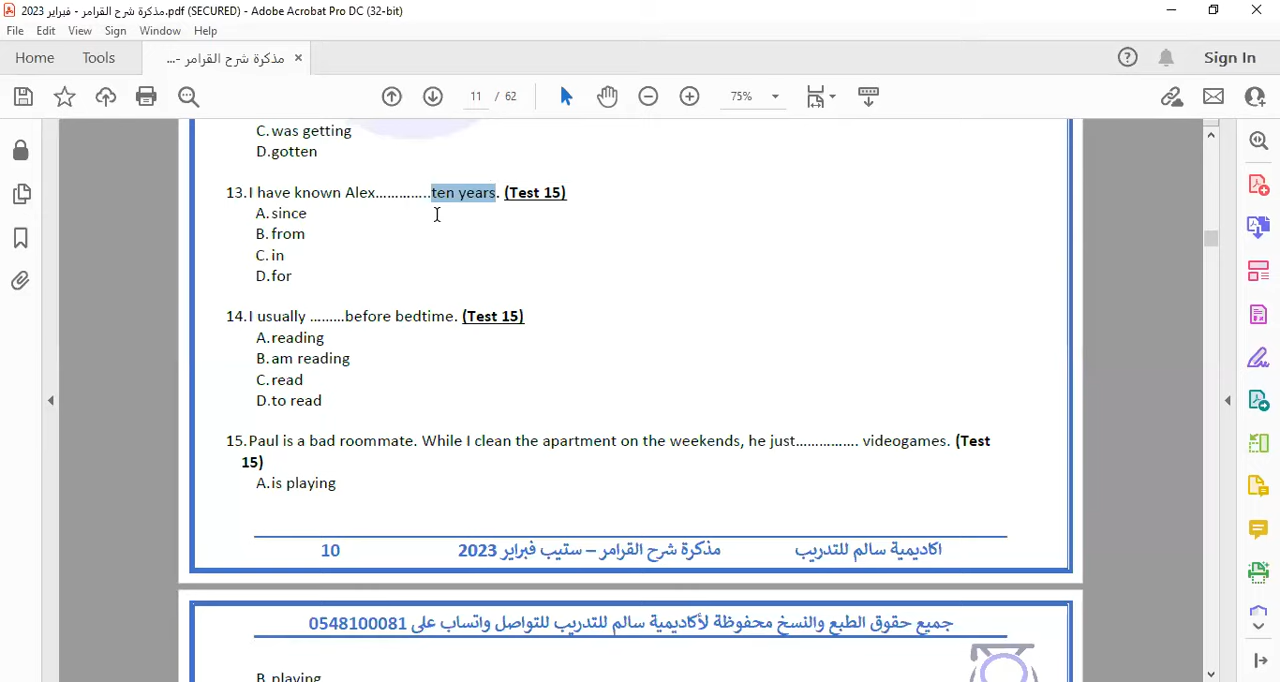 مذكرة شرح القرامر - فبراير 2023.pdf (SECURED) - Adobe Acrobat Pro DC (32-bit)
File Edit View Sign Window Help
Home Tools مذكرة شرح القرامر -... × Sign In
11 / 62 75%
C. was getting
D. gotten
13. I have known Alex..............ten years. (Test 15)
A. since
B. from
C. in
D. for
14. I usually .........before bedtime. (Test 15)
A. reading
B. am reading
C. read
D. to read
15. Paul is a bad roommate. While I clean the apartment on the weekends, he just............... videogames. (Test
15)
A. is playing
اكاديمية سالم للتدريب مذكرة شرح القرامر – ستيب فبراير 2023 10
جميع حقوق الطبع والنسخ محفوظة لأكاديمية سالم للتدريب للتواصل واتساب على 0548100081
B. playing